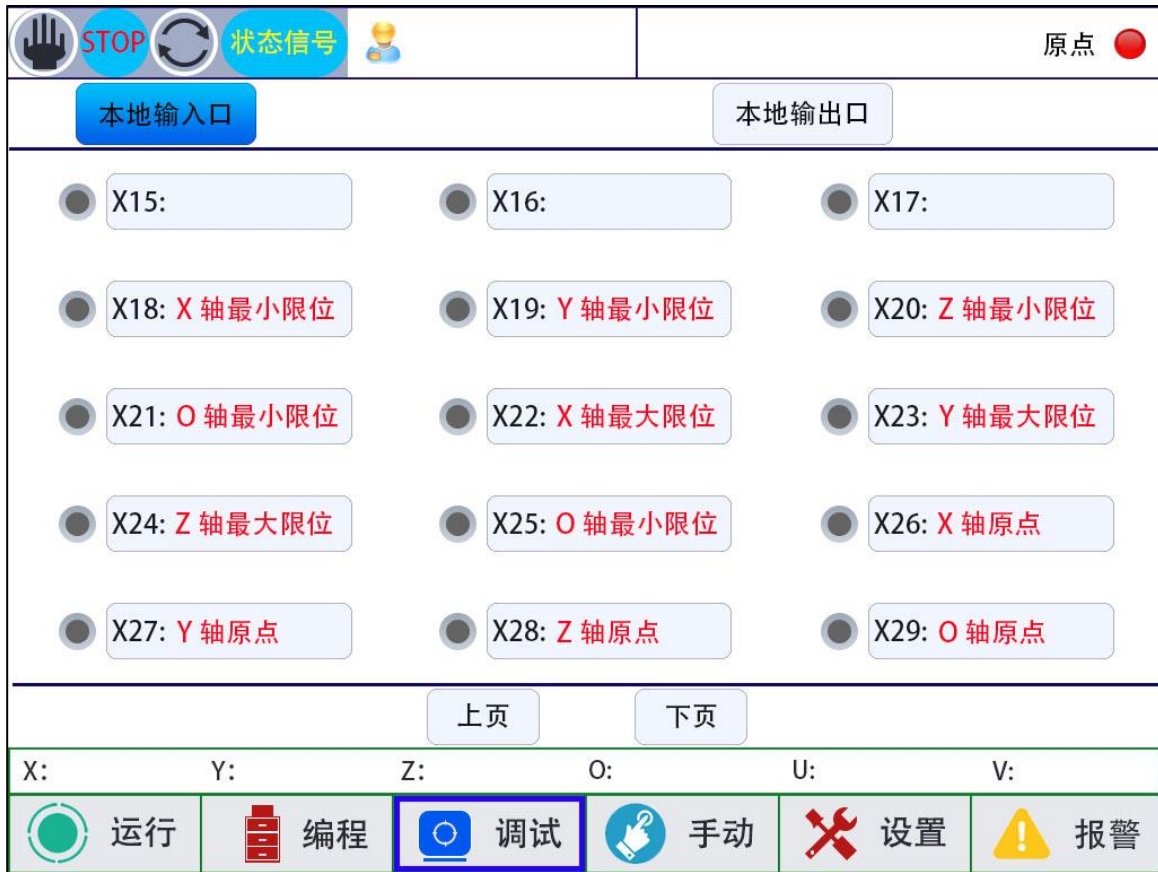 STOP 状态信号 原点
本地输入口 本地输出口
X15: X16: X17:
X18: X 轴最小限位 X19: Y 轴最小限位 X20: Z 轴最小限位
X21: O 轴最小限位 X22: X 轴最大限位 X23: Y 轴最大限位
X24: Z 轴最大限位 X25: O 轴最小限位 X26: X 轴原点
X27: Y 轴原点 X28: Z 轴原点 X29: O 轴原点
上页 下页
X: Y: Z: O: U: V:
运行 编程 调试 手动 设置 报警